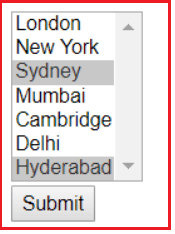 London
New York
Sydney
Mumbai
Cambridge
Delhi
Hyderabad
Submit